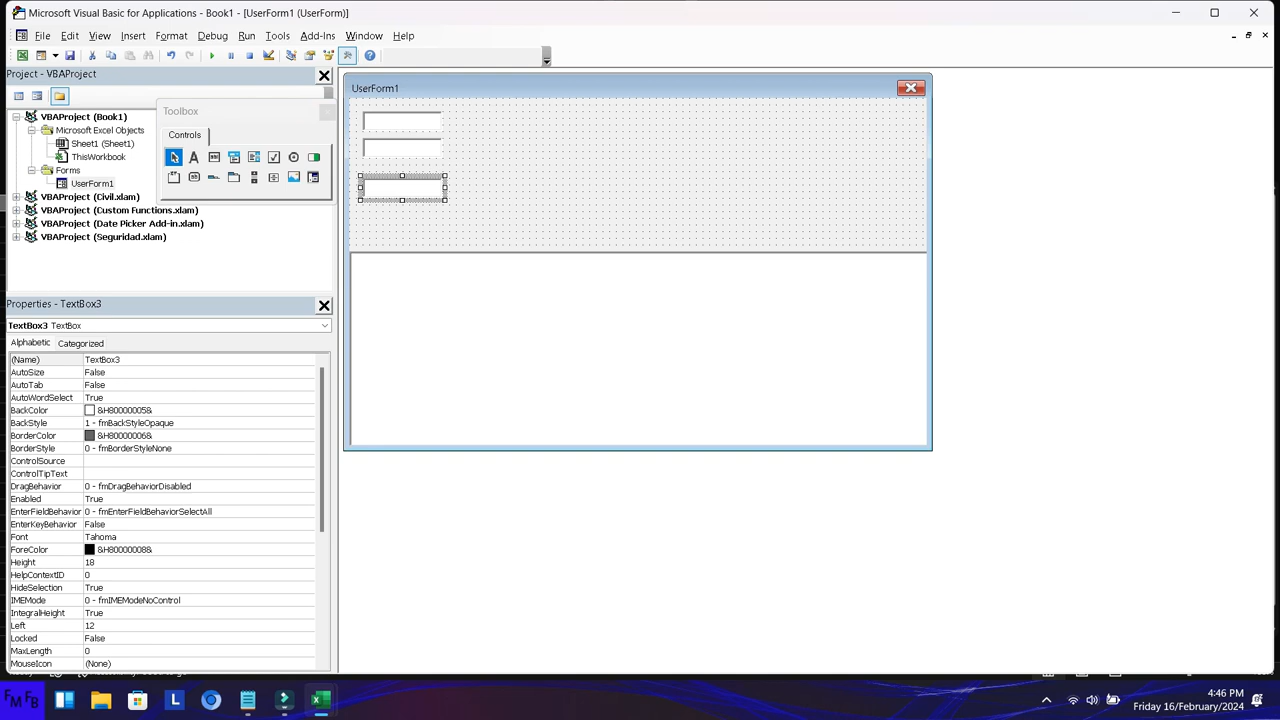 Microsoft Visual Basic for Applications - Book1 - [UserForm1 (UserForm)]
File Edit View Insert Format Debug Run Tools Add-Ins Window Help
Project - VBAProject
VBAProject (Book1)
Microsoft Excel Objects
Sheet1 (Sheet1)
ThisWorkbook
Forms
UserForm1
VBAProject (Civil.xlam)
VBAProject (Custom Functions.xlam)
VBAProject (Date Picker Add-in.xlam)
VBAProject (Seguridad.xlam)
Toolbox
Controls
A
UserForm1
Properties - TextBox3
TextBox3 TextBox
Alphabetic Categorized
(Name) TextBox3
AutoSize False
AutoTab False
AutoWordSelect True
BackColor &H80000005&
BackStyle 1 - fmBackStyleOpaque
BorderColor &H80000006&
BorderStyle 0 - fmBorderStyleNone
ControlSource
ControlTipText
DragBehavior 0 - fmDragBehaviorDisabled
Enabled True
EnterFieldBehavior 0 - fmEnterFieldBehaviorSelectAll
EnterKeyBehavior False
Font Tahoma
ForeColor &H80000008&
Height 18
HelpContextID 0
HideSelection True
IMEMode 0 - fmIMEModeNoControl
IntegralHeight True
Left 12
Locked False
MaxLength 0
MouseIcon (None)
FMFB
L
4:46 PM
Friday 16/February/2024